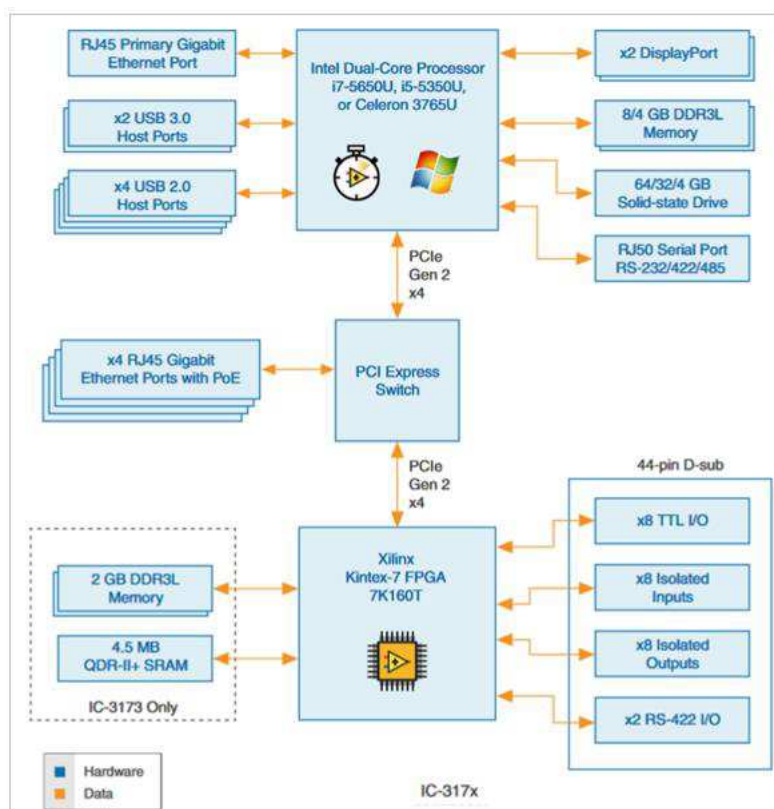 RJ45 Primary Gigabit
Ethernet Port
x2 USB 3.0
Host Ports
x4 USB 2.0
Host Ports
Intel Dual-Core Processor
i7-5650U, i5-5350U,
or Celeron 3765U
x2 DisplayPort
8/4 GB DDR3L
Memory
64/32/4 GB
Solid-state Drive
RJ50 Serial Port
RS-232/422/485
PCIe
Gen 2
x4
x4 RJ45 Gigabit
Ethernet Ports with PoE
PCI Express
Switch
PCIe
Gen 2
x4
44-pin D-sub
2 GB DDR3L
Memory
4.5 MB
QDR-II+ SRAM
IC-3173 Only
Xilinx
Kintex-7 FPGA
7K160T
x8 TTL I/O
x8 Isolated
Inputs
x8 Isolated
Outputs
x2 RS-422 I/O
Hardware
Data
IC-317x